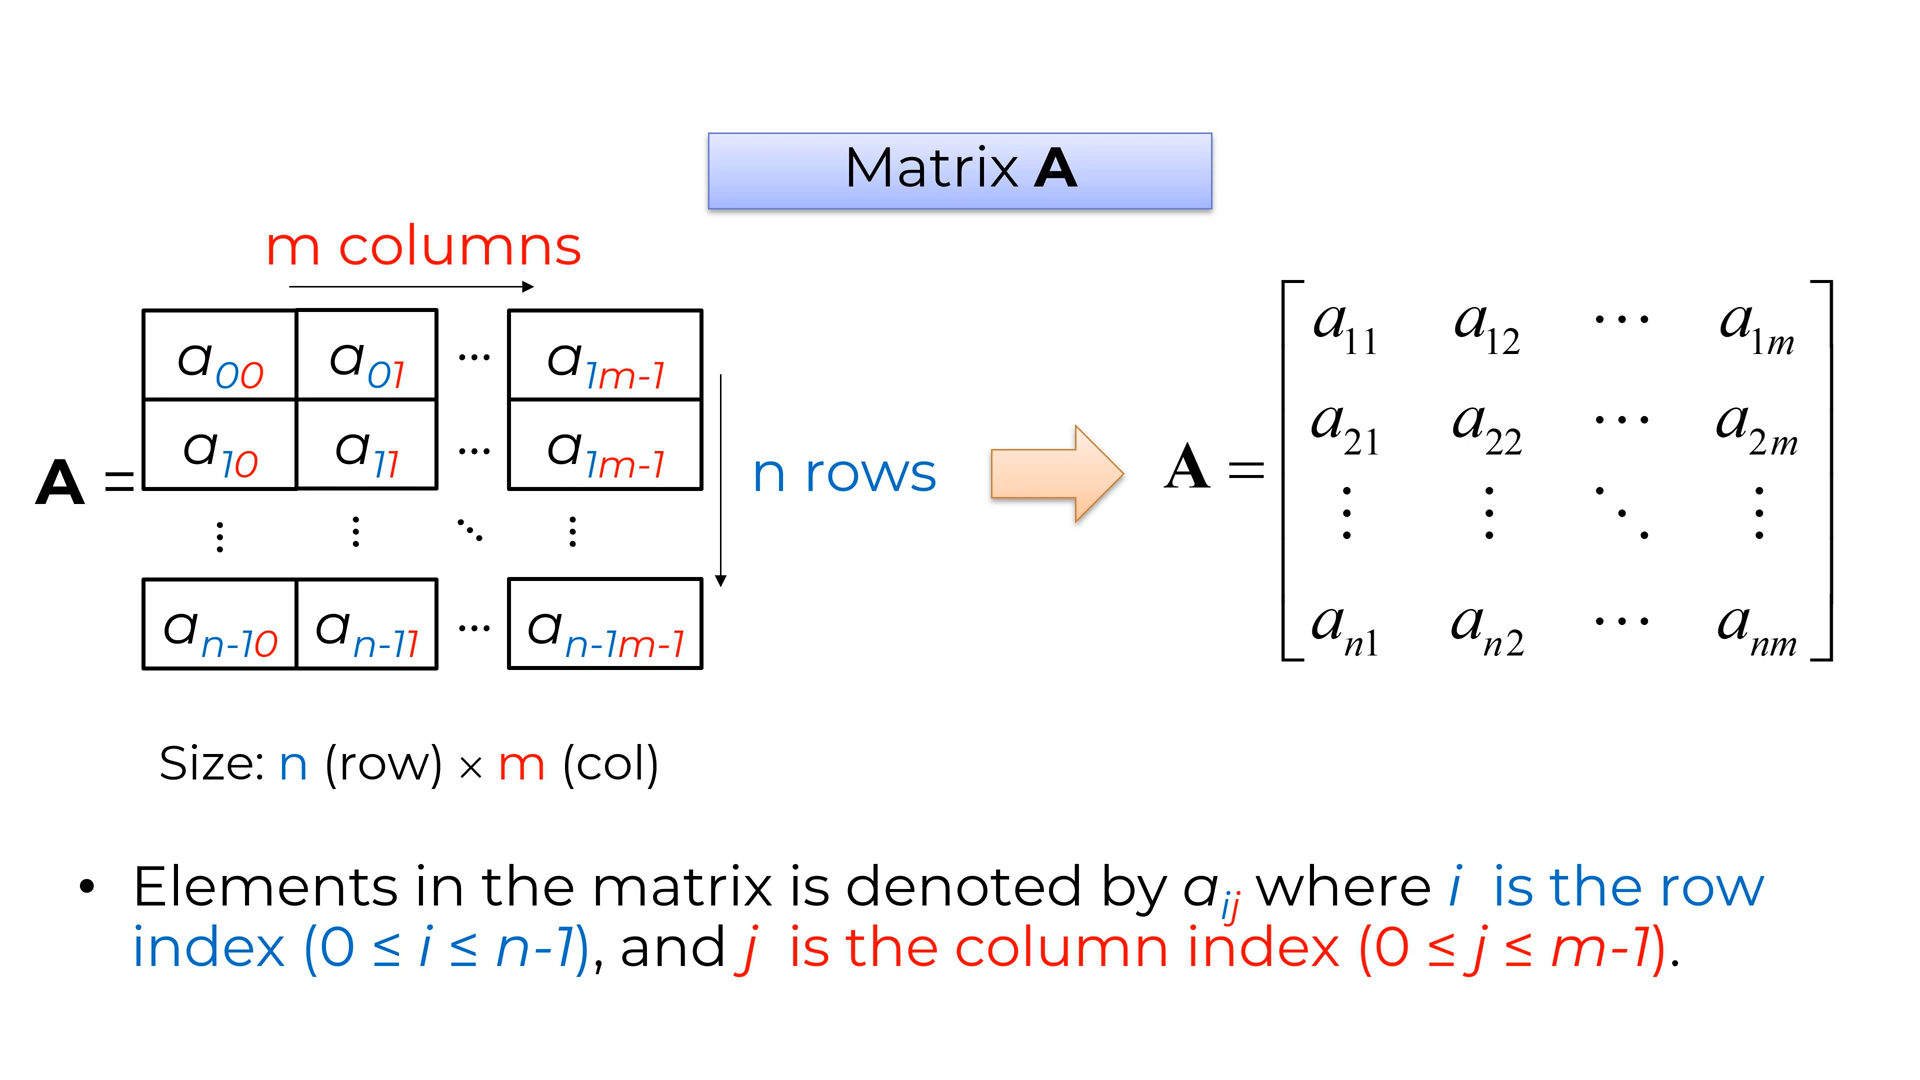 Matrix A
m columns
a00 a01 ... a1m-1
a10 a11 ... a1m-1
⋮ ⋮ ⋱ ⋮
an-10 an-11 ... an-1m-1
A =
n rows
A =
a11 a12 ⋯ a1m
a21 a22 ⋯ a2m
⋮ ⋮ ⋱ ⋮
an1 an2 ⋯ anm
Size: n (row) × m (col)
• Elements in the matrix is denoted by aij where i is the row
index (0 ≤ i ≤ n-1), and j is the column index (0 ≤ j ≤ m-1).